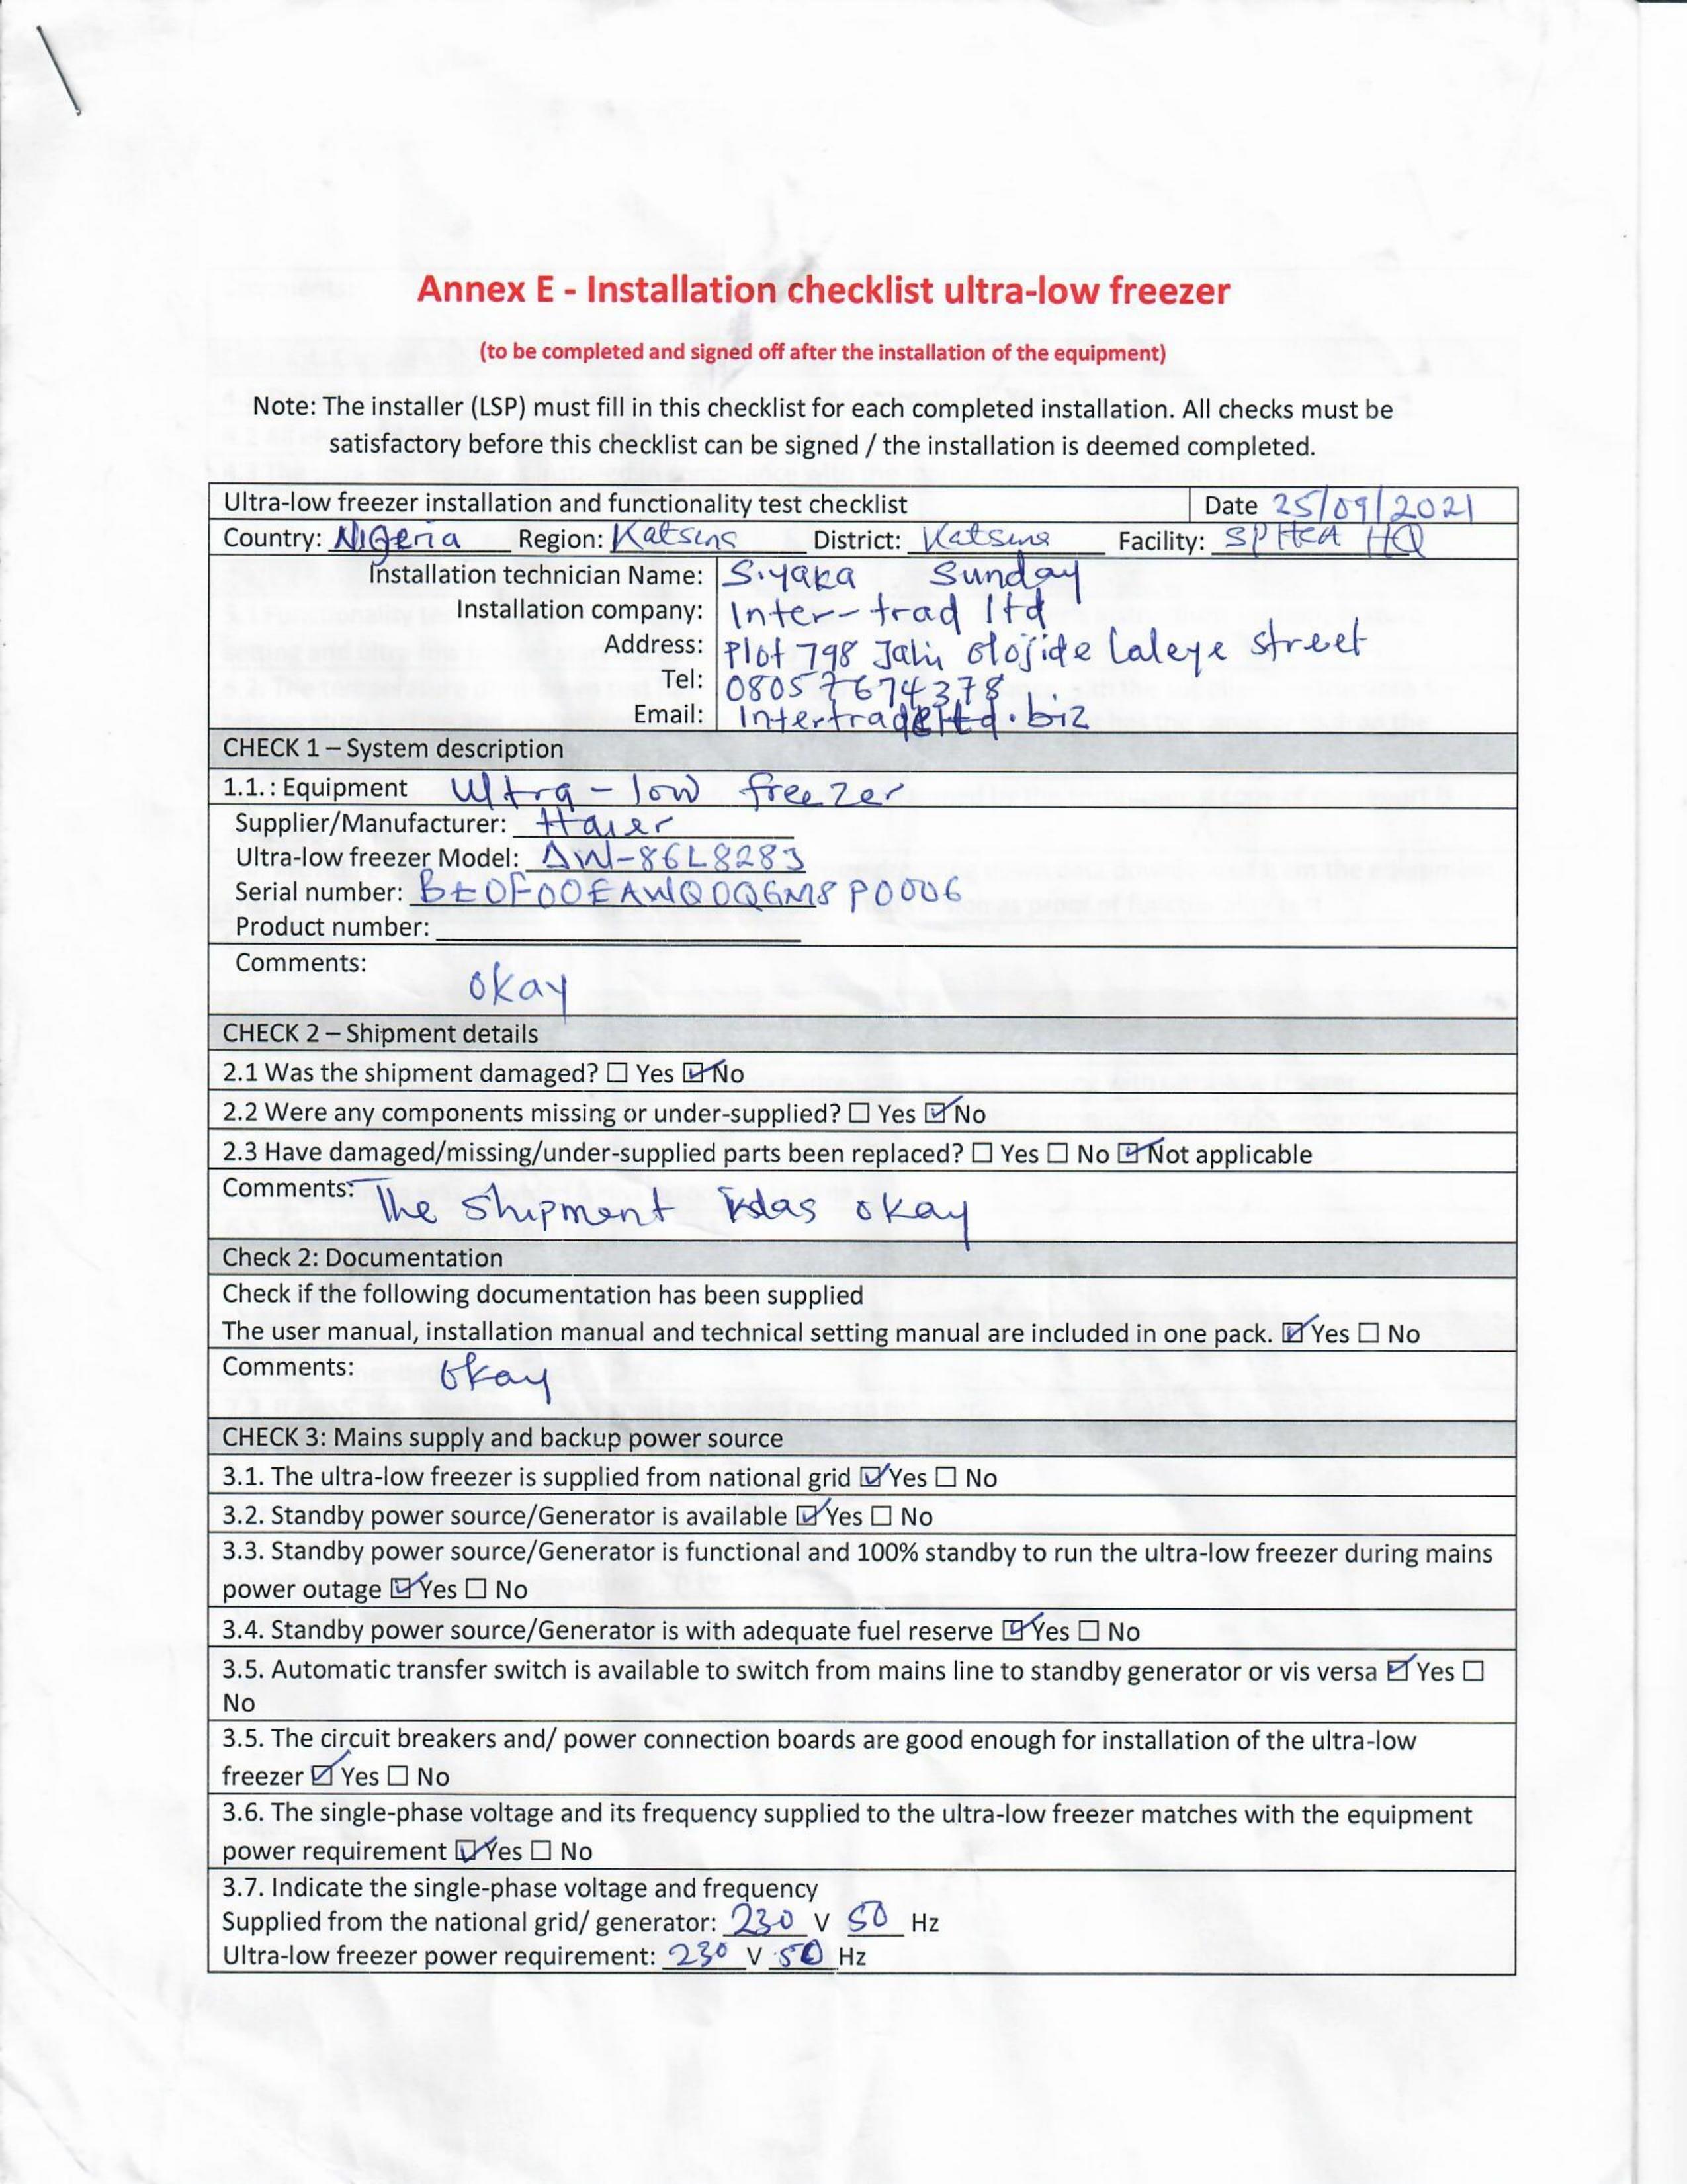 Annex E - Installation checklist ultra-low freezer
(to be completed and signed off after the installation of the equipment)
Note: The installer (LSP) must fill in this checklist for each completed installation. All checks must be
satisfactory before this checklist can be signed / the installation is deemed completed.
Ultra-low freezer installation and functionality test checklist Date 25/09/2021
Country: Nigeria Region: Katsina District: Katsina Facility: SPHCA HQ
Installation technician Name: Siyaka Sunday
Installation company: Inter-trad ltd
Address: Plot 798 olojide Laleye street
Tel: 08057674378
Email:
CHECK 1 – System description
1.1.: Equipment Ultra-low freezer
Supplier/Manufacturer: Haier
Ultra-low freezer Model: DW-86L828J
Serial number: BE0F00EAWQ0QGM8P0006
Product number:
Comments: okay
CHECK 2 – Shipment details
2.1 Was the shipment damaged? ☐ Yes ☑ No
2.2 Were any components missing or under-supplied? ☐ Yes ☑ No
2.3 Have damaged/missing/under-supplied parts been replaced? ☐ Yes ☐ No ☑ Not applicable
Comments: The shipment was okay
Check 2: Documentation
Check if the following documentation has been supplied
The user manual, installation manual and technical setting manual are included in one pack. ☑ Yes ☐ No
Comments: okay
CHECK 3: Mains supply and backup power source
3.1. The ultra-low freezer is supplied from national grid ☑ Yes ☐ No
3.2. Standby power source/Generator is available ☑ Yes ☐ No
3.3. Standby power source/Generator is functional and 100% standby to run the ultra-low freezer during mains
power outage ☑ Yes ☐ No
3.4. Standby power source/Generator is with adequate fuel reserve ☑ Yes ☐ No
3.5. Automatic transfer switch is available to switch from mains line to standby generator or vis versa ☑ Yes ☐
No
3.5. The circuit breakers and/ power connection boards are good enough for installation of the ultra-low
freezer ☑ Yes ☐ No
3.6. The single-phase voltage and its frequency supplied to the ultra-low freezer matches with the equipment
power requirement ☑ Yes ☐ No
3.7. Indicate the single-phase voltage and frequency
Supplied from the national grid/ generator: 230 V 50 Hz
Ultra-low freezer power requirement: 230 V 50 Hz